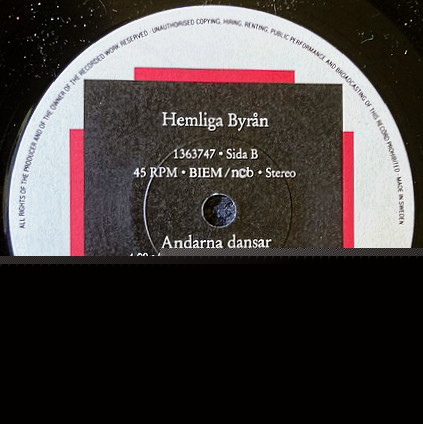 ALL RIGHTS OF THE PRODUCER AND OF THE OWNER OF THE RECORDED WORK RESERVED · UNAUTHORISED COPYING, HIRING, RENTING, PUBLIC PERFORMANCE AND BROADCASTING OF THIS RECORD PROHIBITED · MADE IN SWEDEN
Hemliga Byrån
1363747 • Sida B
45 RPM • BIEM / ncb • Stereo
Andarna dansar